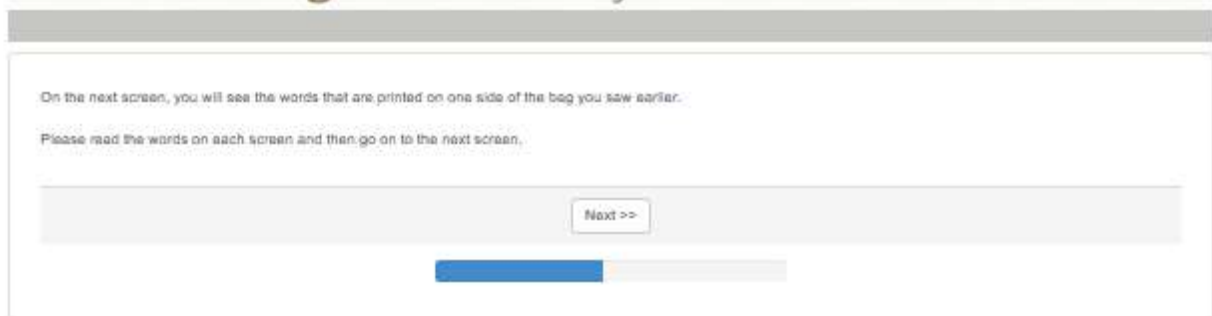 On the next screen, you will see the words that are printed on one side of the bag you saw earlier.
Please read the words on each screen and then go on to the next screen.
Next >>